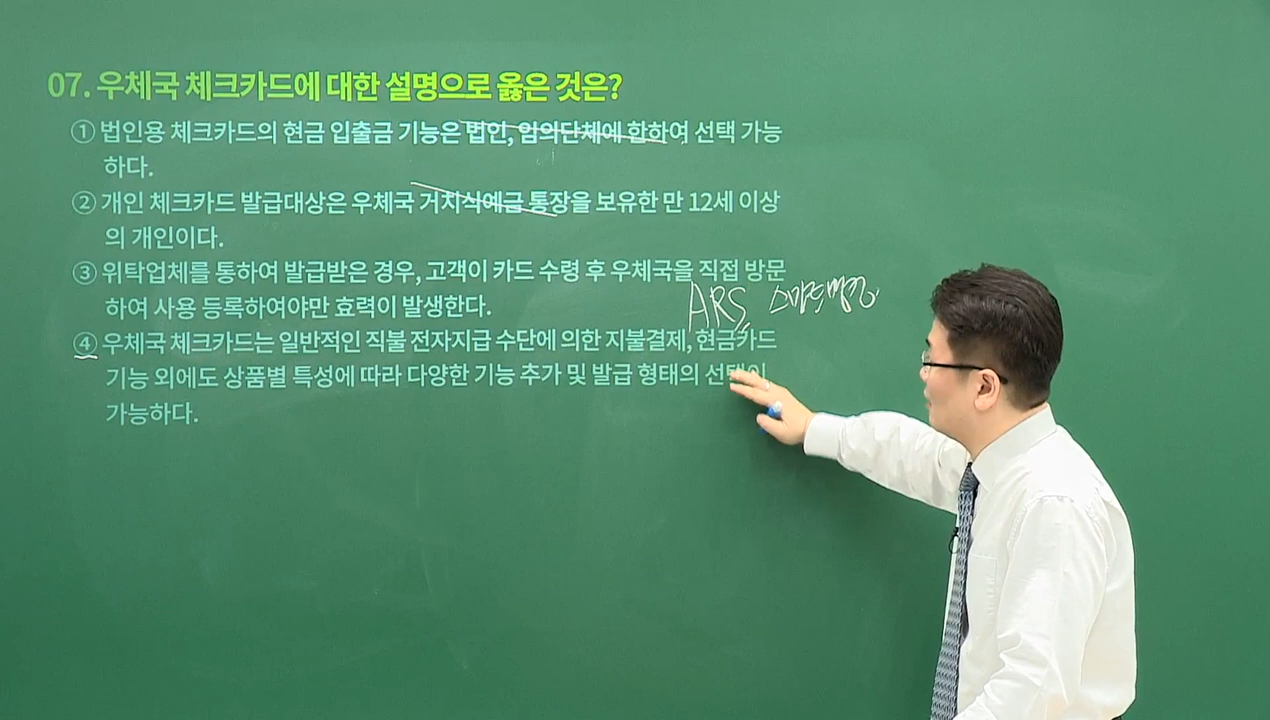 07. 우체국 체크카드에 대한 설명으로 옳은 것은?
① 법인용 체크카드의 현금 입출금 기능은 법인, 임의단체에 한하여 선택 가능
하다.
② 개인 체크카드 발급대상은 우체국 거치식예금 통장을 보유한 만 12세 이상
의 개인이다.
③ 위탁업체를 통하여 발급받은 경우, 고객이 카드 수령 후 우체국을 직접 방문
하여 사용 등록하여야만 효력이 발생한다.
ARS
④ 우체국 체크카드는 일반적인 직불 전자지급 수단에 의한 지불결제, 현금카드
기능 외에도 상품별 특성에 따라 다양한 기능 추가 및 발급 형태의 선택이
가능하다.